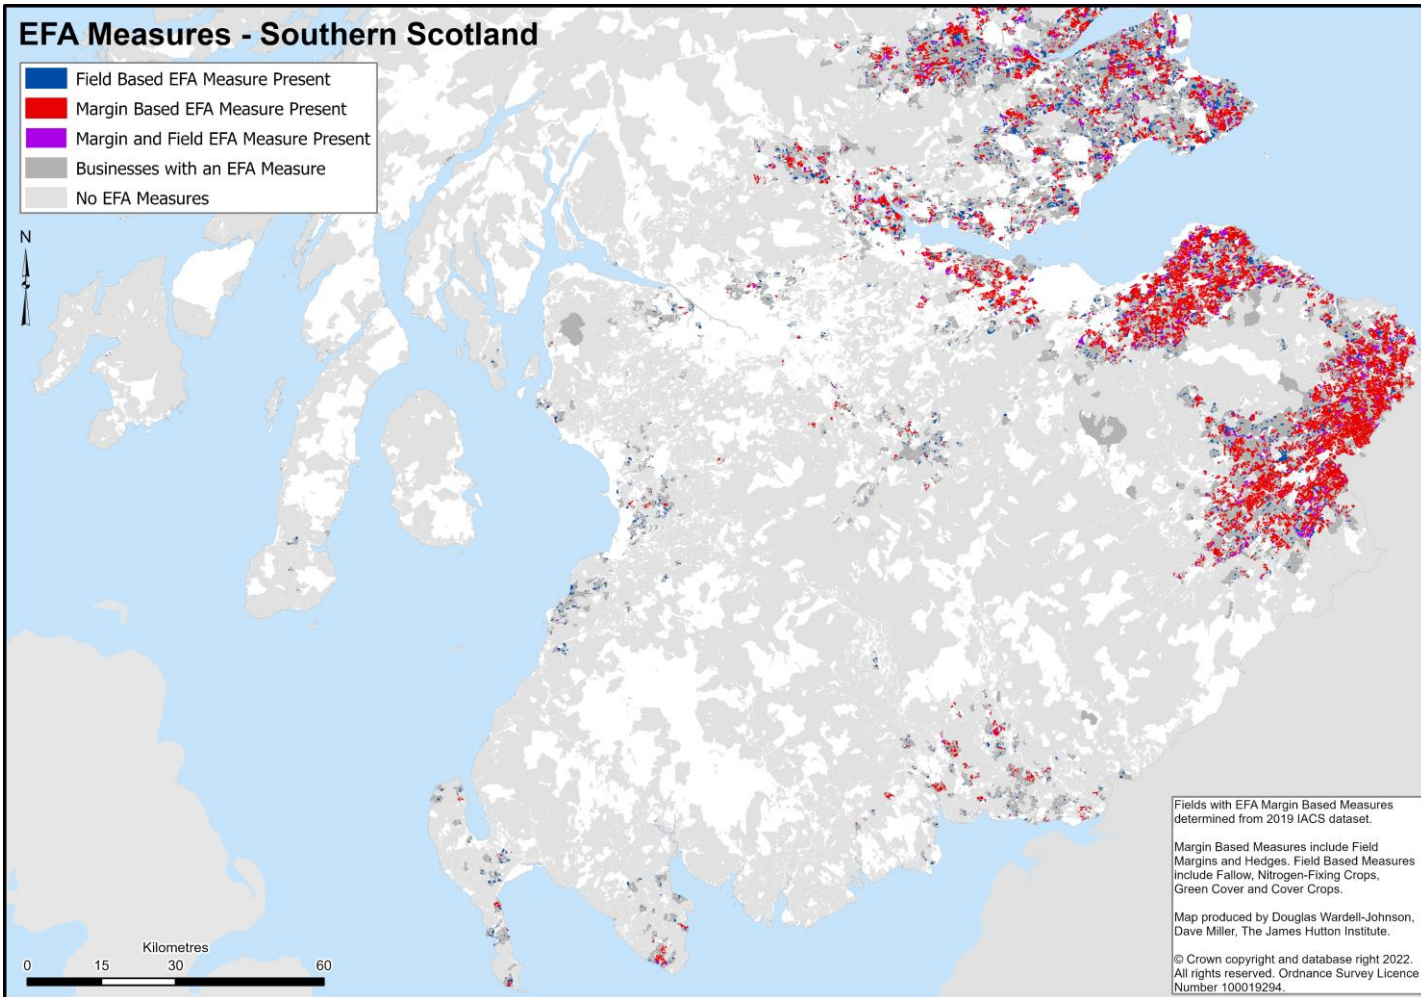 EFA Measures - Southern Scotland
Field Based EFA Measure Present
Margin Based EFA Measure Present
Margin and Field EFA Measure Present
Businesses with an EFA Measure
No EFA Measures
N
Kilometres
0 15 30 60
Fields with EFA Margin Based Measures
determined from 2019 IACS dataset.
Margin Based Measures include Field
Margins and Hedges. Field Based Measures
include Fallow, Nitrogen-Fixing Crops,
Green Cover and Cover Crops.
Map produced by Douglas Wardell-Johnson,
Dave Miller, The James Hutton Institute.
© Crown copyright and database right 2022.
All rights reserved. Ordnance Survey Licence
Number 100019294.